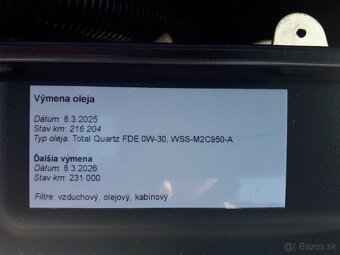 Výmena oleja
Dátum: 8.3.2025
Stav km: 216 204
Typ oleja: Total Quartz FDE 0W-30, WSS-M2C950-A
Ďalšia výmena
Dátum: 8.3.2026
Stav km: 231 000
Filtre: vzduchový, olejový, kabínový
bazos.sk